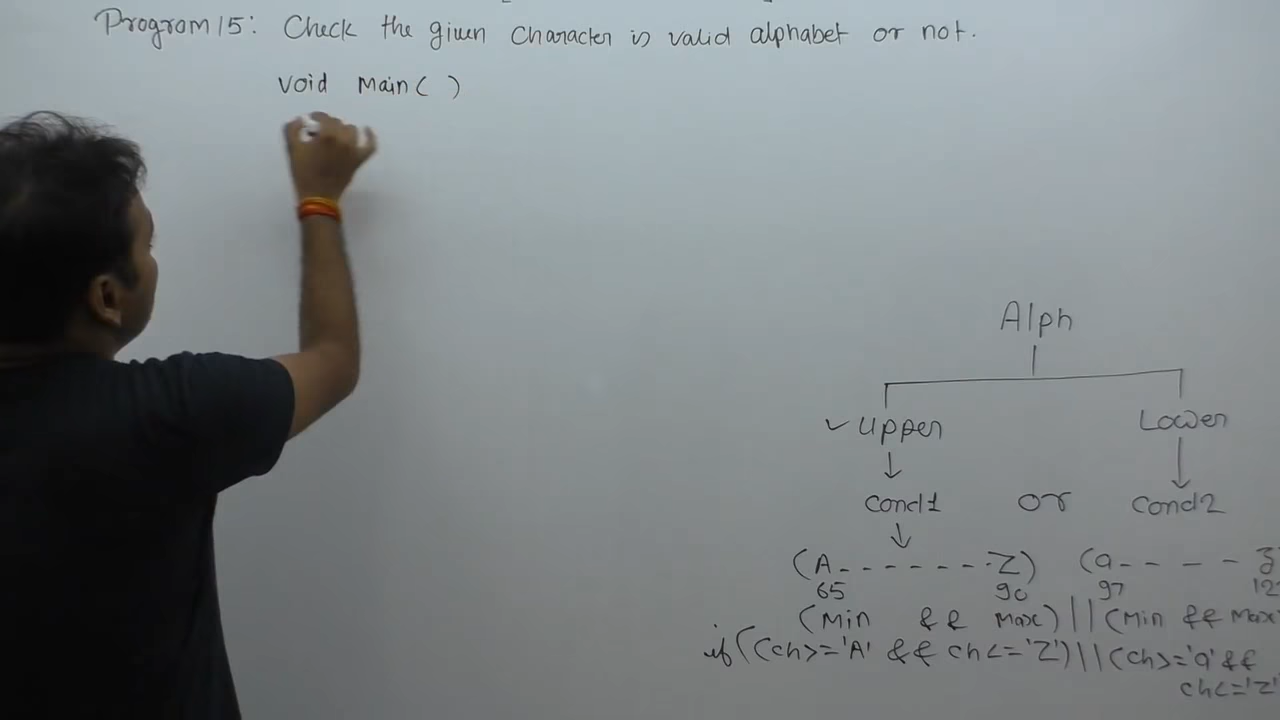 Program 15: Check the given character is valid alphabet or not.
void main( )
Alph
Upper Lower
cond1 or cond2
(A-------Z) (a----z
65 90 97 12
(Min && Max) || (Min && Max
if((ch>='A' && ch<='Z')||(ch>='a' &&
ch<='z'